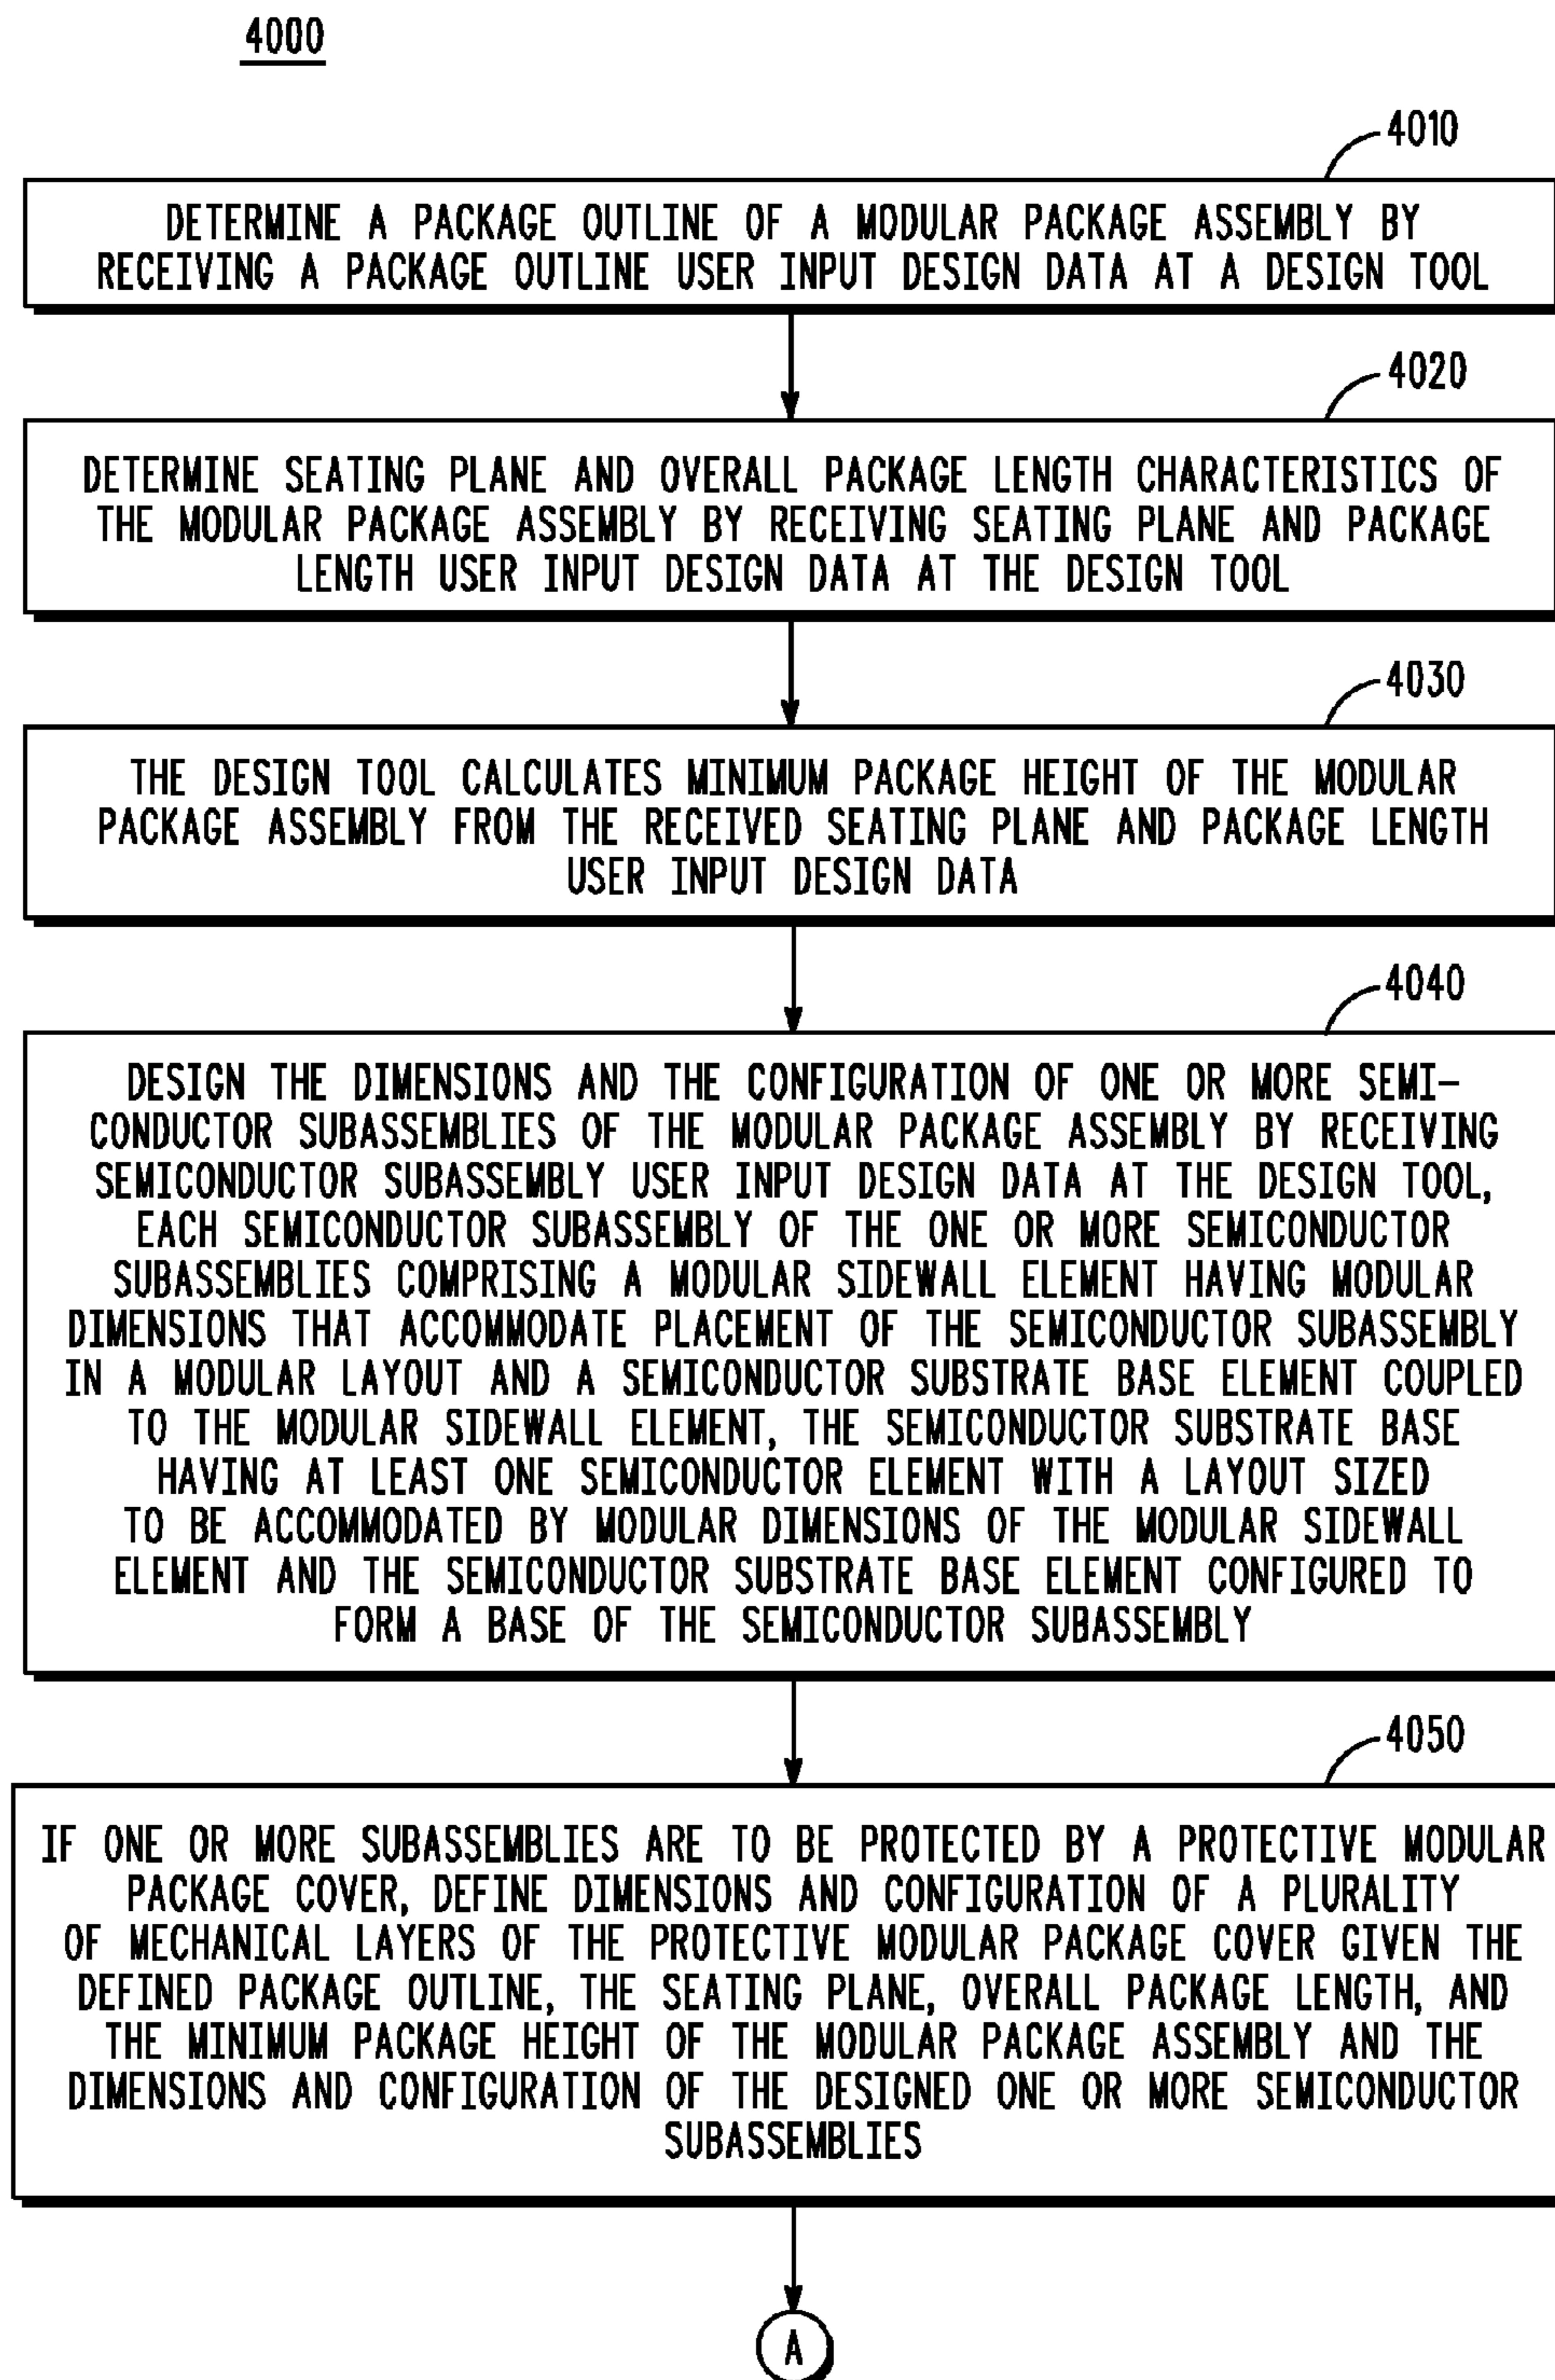 4000
4010
DETERMINE A PACKAGE OUTLINE OF A MODULAR PACKAGE ASSEMBLY BY
RECEIVING A PACKAGE OUTLINE USER INPUT DESIGN DATA AT A DESIGN TOOL
4020
DETERMINE SEATING PLANE AND OVERALL PACKAGE LENGTH CHARACTERISTICS OF
THE MODULAR PACKAGE ASSEMBLY BY RECEIVING SEATING PLANE AND PACKAGE
LENGTH USER INPUT DESIGN DATA AT THE DESIGN TOOL
4030
THE DESIGN TOOL CALCULATES MINIMUM PACKAGE HEIGHT OF THE MODULAR
PACKAGE ASSEMBLY FROM THE RECEIVED SEATING PLANE AND PACKAGE LENGTH
USER INPUT DESIGN DATA
4040
DESIGN THE DIMENSIONS AND THE CONFIGURATION OF ONE OR MORE SEMI-
CONDUCTOR SUBASSEMBLIES OF THE MODULAR PACKAGE ASSEMBLY BY RECEIVING
SEMICONDUCTOR SUBASSEMBLY USER INPUT DESIGN DATA AT THE DESIGN TOOL,
EACH SEMICONDUCTOR SUBASSEMBLY OF THE ONE OR MORE SEMICONDUCTOR
SUBASSEMBLIES COMPRISING A MODULAR SIDEWALL ELEMENT HAVING MODULAR
DIMENSIONS THAT ACCOMMODATE PLACEMENT OF THE SEMICONDUCTOR SUBASSEMBLY
IN A MODULAR LAYOUT AND A SEMICONDUCTOR SUBSTRATE BASE ELEMENT COUPLED
TO THE MODULAR SIDEWALL ELEMENT, THE SEMICONDUCTOR SUBSTRATE BASE
HAVING AT LEAST ONE SEMICONDUCTOR ELEMENT WITH A LAYOUT SIZED
TO BE ACCOMMODATED BY MODULAR DIMENSIONS OF THE MODULAR SIDEWALL
ELEMENT AND THE SEMICONDUCTOR SUBSTRATE BASE ELEMENT CONFIGURED TO
FORM A BASE OF THE SEMICONDUCTOR SUBASSEMBLY
4050
IF ONE OR MORE SUBASSEMBLIES ARE TO BE PROTECTED BY A PROTECTIVE MODULAR
PACKAGE COVER, DEFINE DIMENSIONS AND CONFIGURATION OF A PLURALITY
OF MECHANICAL LAYERS OF THE PROTECTIVE MODULAR PACKAGE COVER GIVEN THE
DEFINED PACKAGE OUTLINE, THE SEATING PLANE, OVERALL PACKAGE LENGTH, AND
THE MINIMUM PACKAGE HEIGHT OF THE MODULAR PACKAGE ASSEMBLY AND THE
DIMENSIONS AND CONFIGURATION OF THE DESIGNED ONE OR MORE SEMICONDUCTOR
SUBASSEMBLIES
A